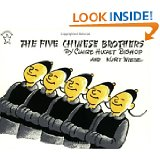 LOOK INSIDE!
THE FIVE CHINESE BROTHERS
BY CLAIRE HUCHET BISHOP
AND KURT WIESE